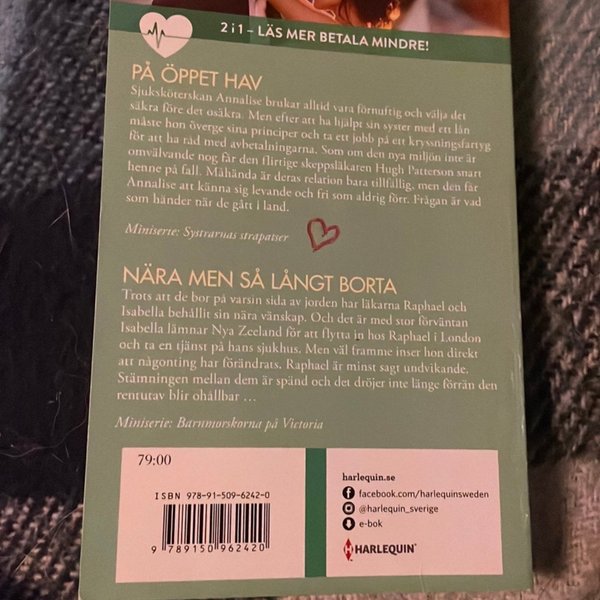 2 i 1 – LÄS MER BETALA MINDRE!
PÅ ÖPPET HAV
Sjuksköterskan Annalise brukar alltid vara förnuftig och välja det
säkra före det osäkra. Men efter att ha hjälpt sin syster med ett lån
måste hon överge sina principer och ta ett jobb på ett kryssningsfartyg
för att ha råd med avbetalningarna. Som om den nya miljön inte är
omvälvande nog får den flirtige skeppsläkaren Hugh Patterson snart
henne på fall. Måhända är deras relation bara tillfällig, men den får
Annalise att känna sig levande och fri som aldrig förr. Frågan är vad
som händer när de gått i land.
Miniserie: Systrarnas strapatser
NÄRA MEN SÅ LÅNGT BORTA
Trots att de bor på varsin sida av jorden har läkarna Raphael och
Isabella behållit sin nära vänskap. Och det är med stor förväntan
Isabella lämnar Nya Zeeland för att flytta in hos Raphael i London
och ta en tjänst på hans sjukhus. Men väl framme inser hon direkt
att någonting har förändrats. Raphael är minst sagt undvikande.
Stämningen mellan dem är spänd och det dröjer inte länge förrän den
rentutav blir ohållbar …
Miniserie: Barnmorskorna på Victoria
79:00
ISBN 978-91-509-6242-0
9 789150 962420
harlequin.se
facebook.com/harlequinsweden
@harlequin_sverige
e-bok
HARLEQUIN™